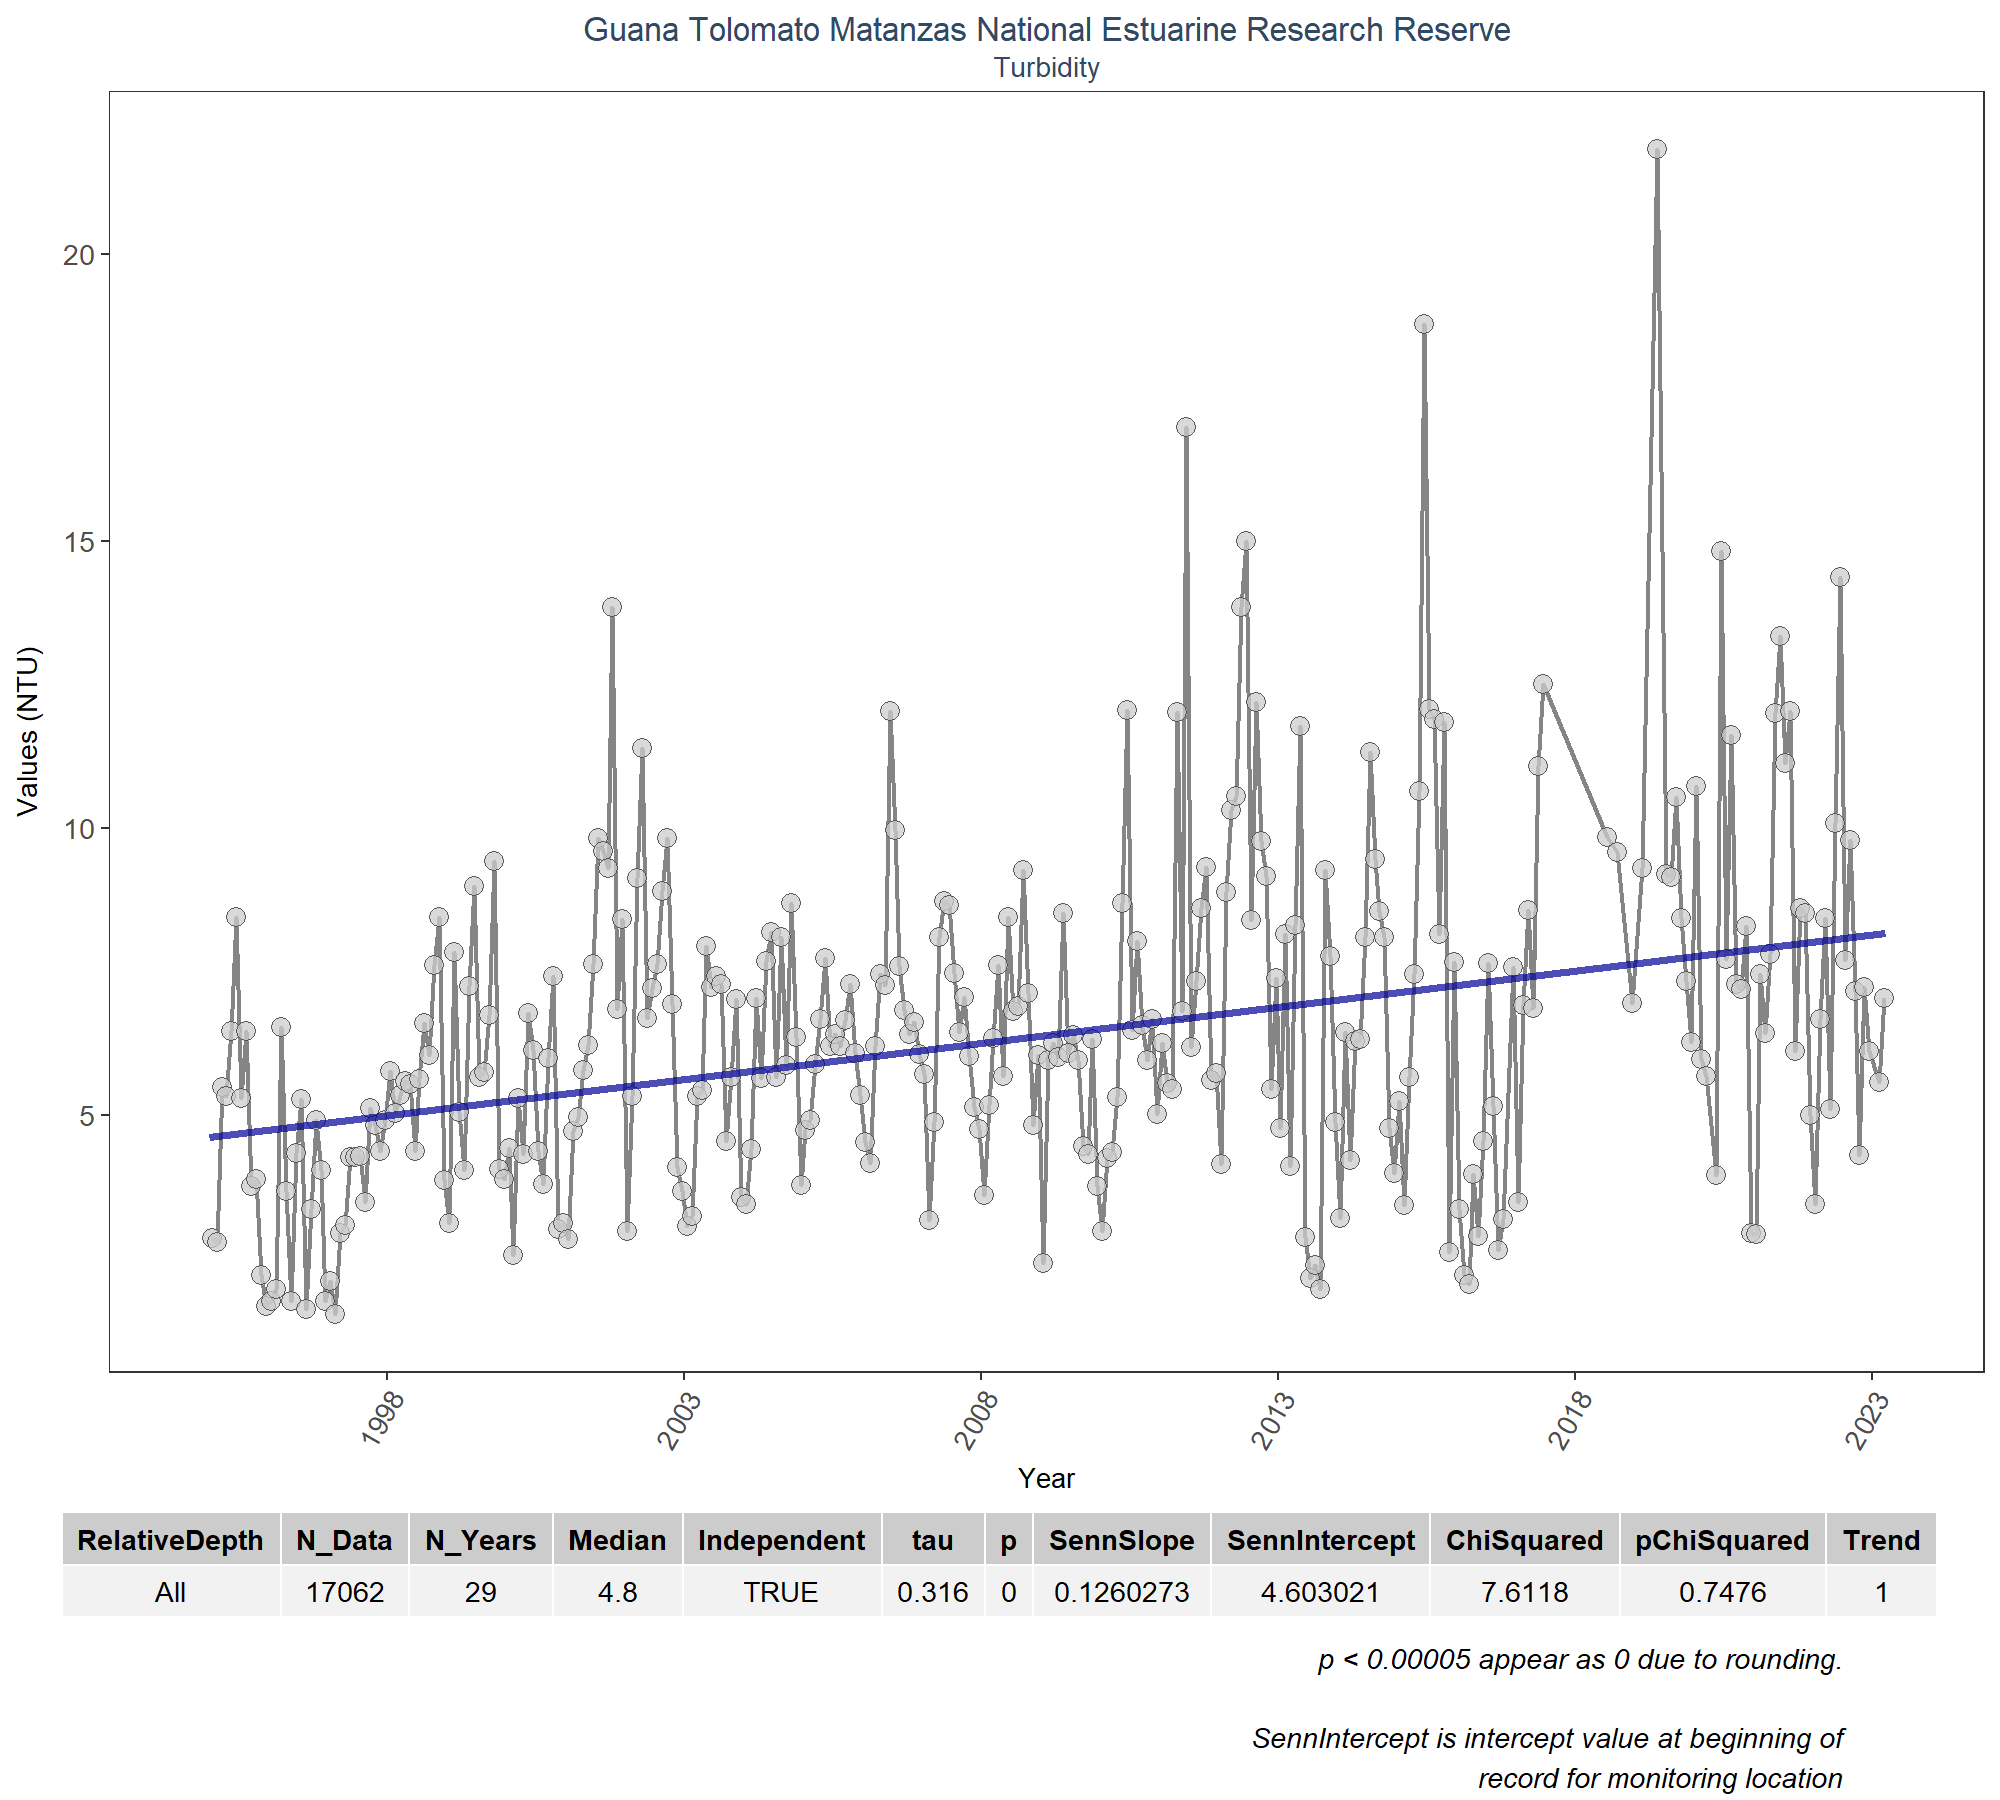 Guana Tolomato Matanzas National Estuarine Research Reserve
Turbidity
Values (NTU)
20
15
10
5
1998 2003 2008 2013 2018 2023
Year
RelativeDepth N_Data N_Years Median Independent tau p SennSlope SennIntercept ChiSquared pChiSquared Trend
All 17062 29 4.8 TRUE 0.316 0 0.1260273 4.603021 7.6118 0.7476 1
p < 0.00005 appear as 0 due to rounding.
SennIntercept is intercept value at beginning of
record for monitoring location